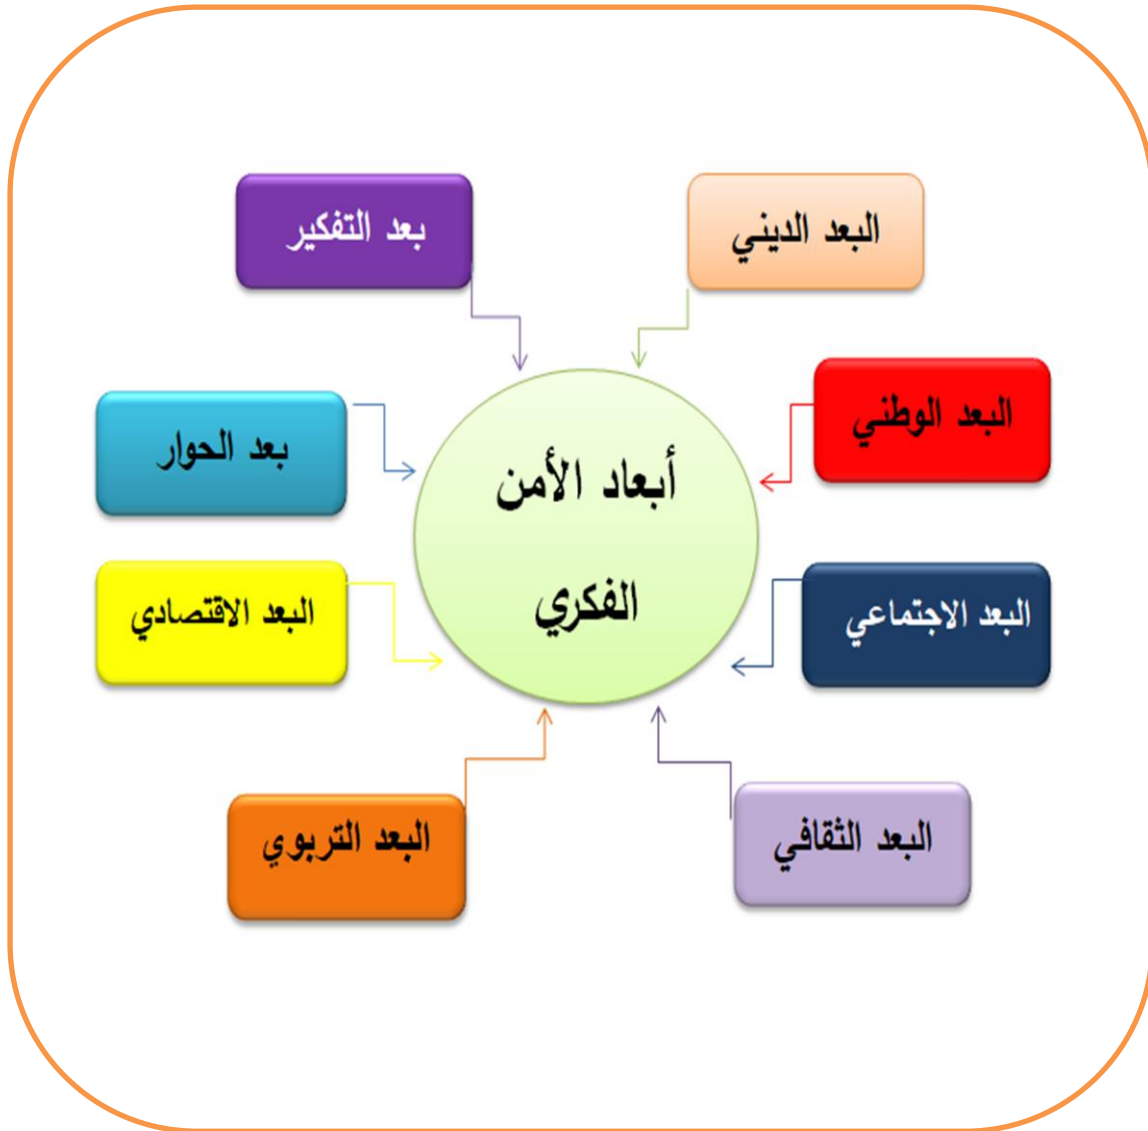 البعد الديني
بعد التفكير
البعد الوطني
بعد الحوار
أبعاد الأمن
الفكري
البعد الاجتماعي
البعد الاقتصادي
البعد الثقافي
البعد التربوي